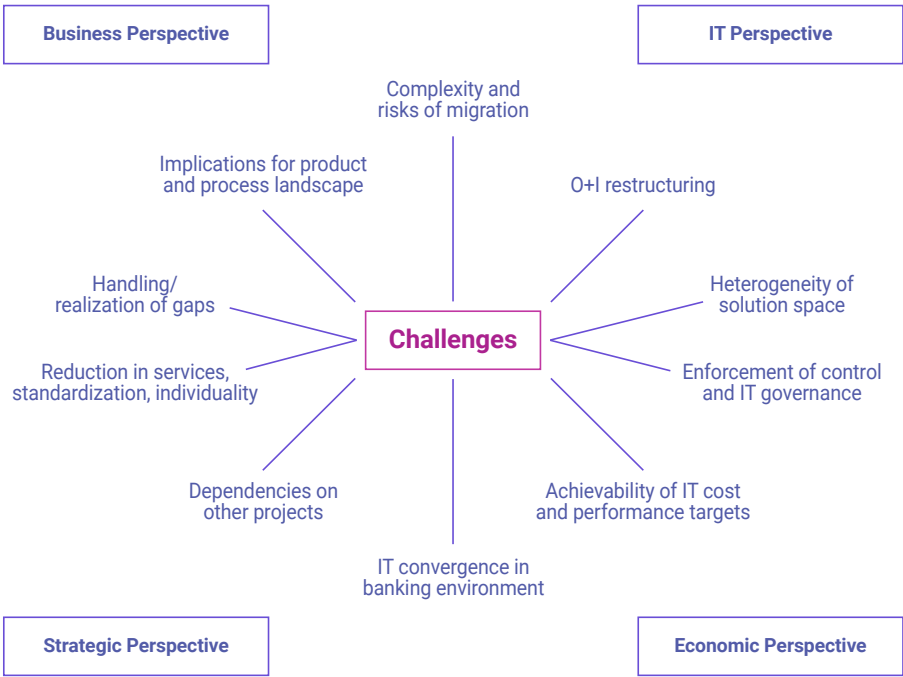 Business Perspective
IT Perspective
Complexity and
risks of migration
Implications for product
and process landscape
O+I restructuring
Handling/
realization of gaps
Heterogeneity of
solution space
Challenges
Reduction in services,
standardization, individuality
Enforcement of control
and IT governance
Dependencies on
other projects
Achievability of IT cost
and performance targets
IT convergence in
banking environment
Strategic Perspective
Economic Perspective